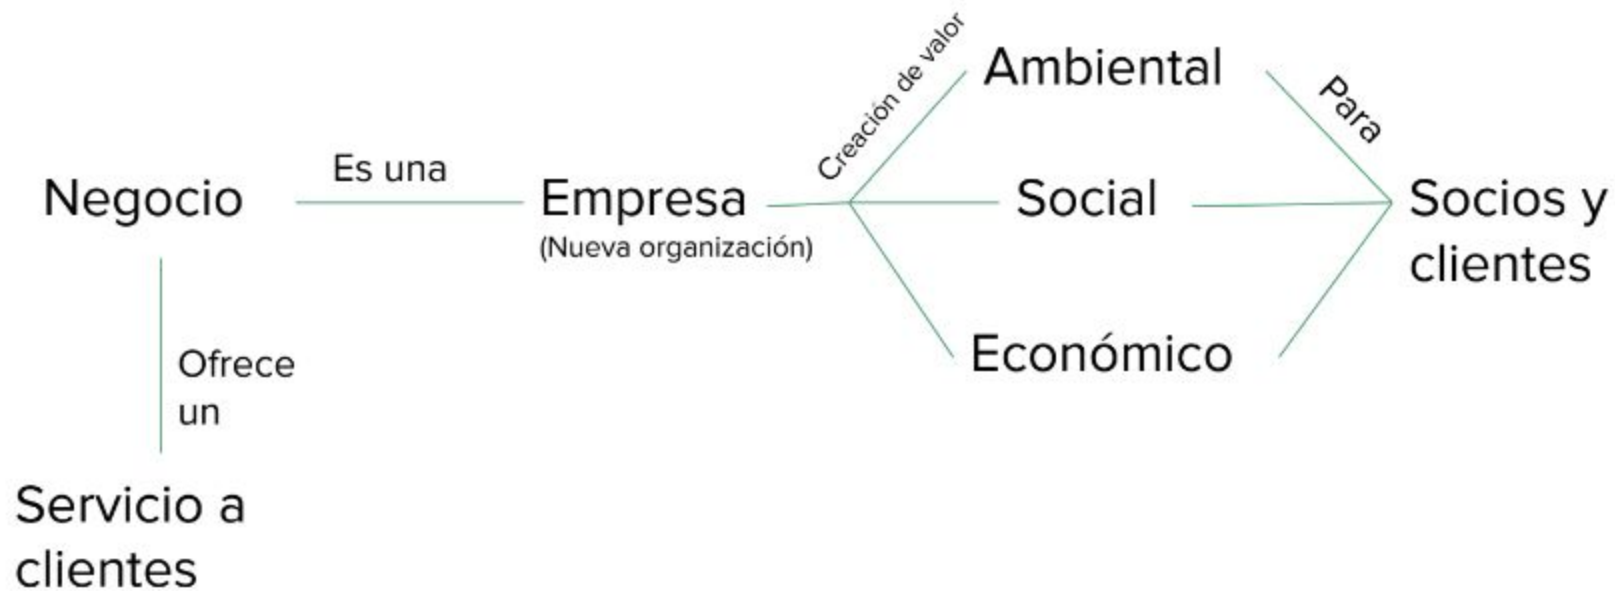 Creación de valor
Ambiental
Para
Negocio
Es una
Empresa
(Nueva organización)
Social
Socios y
clientes
Ofrece
un
Económico
Servicio a
clientes